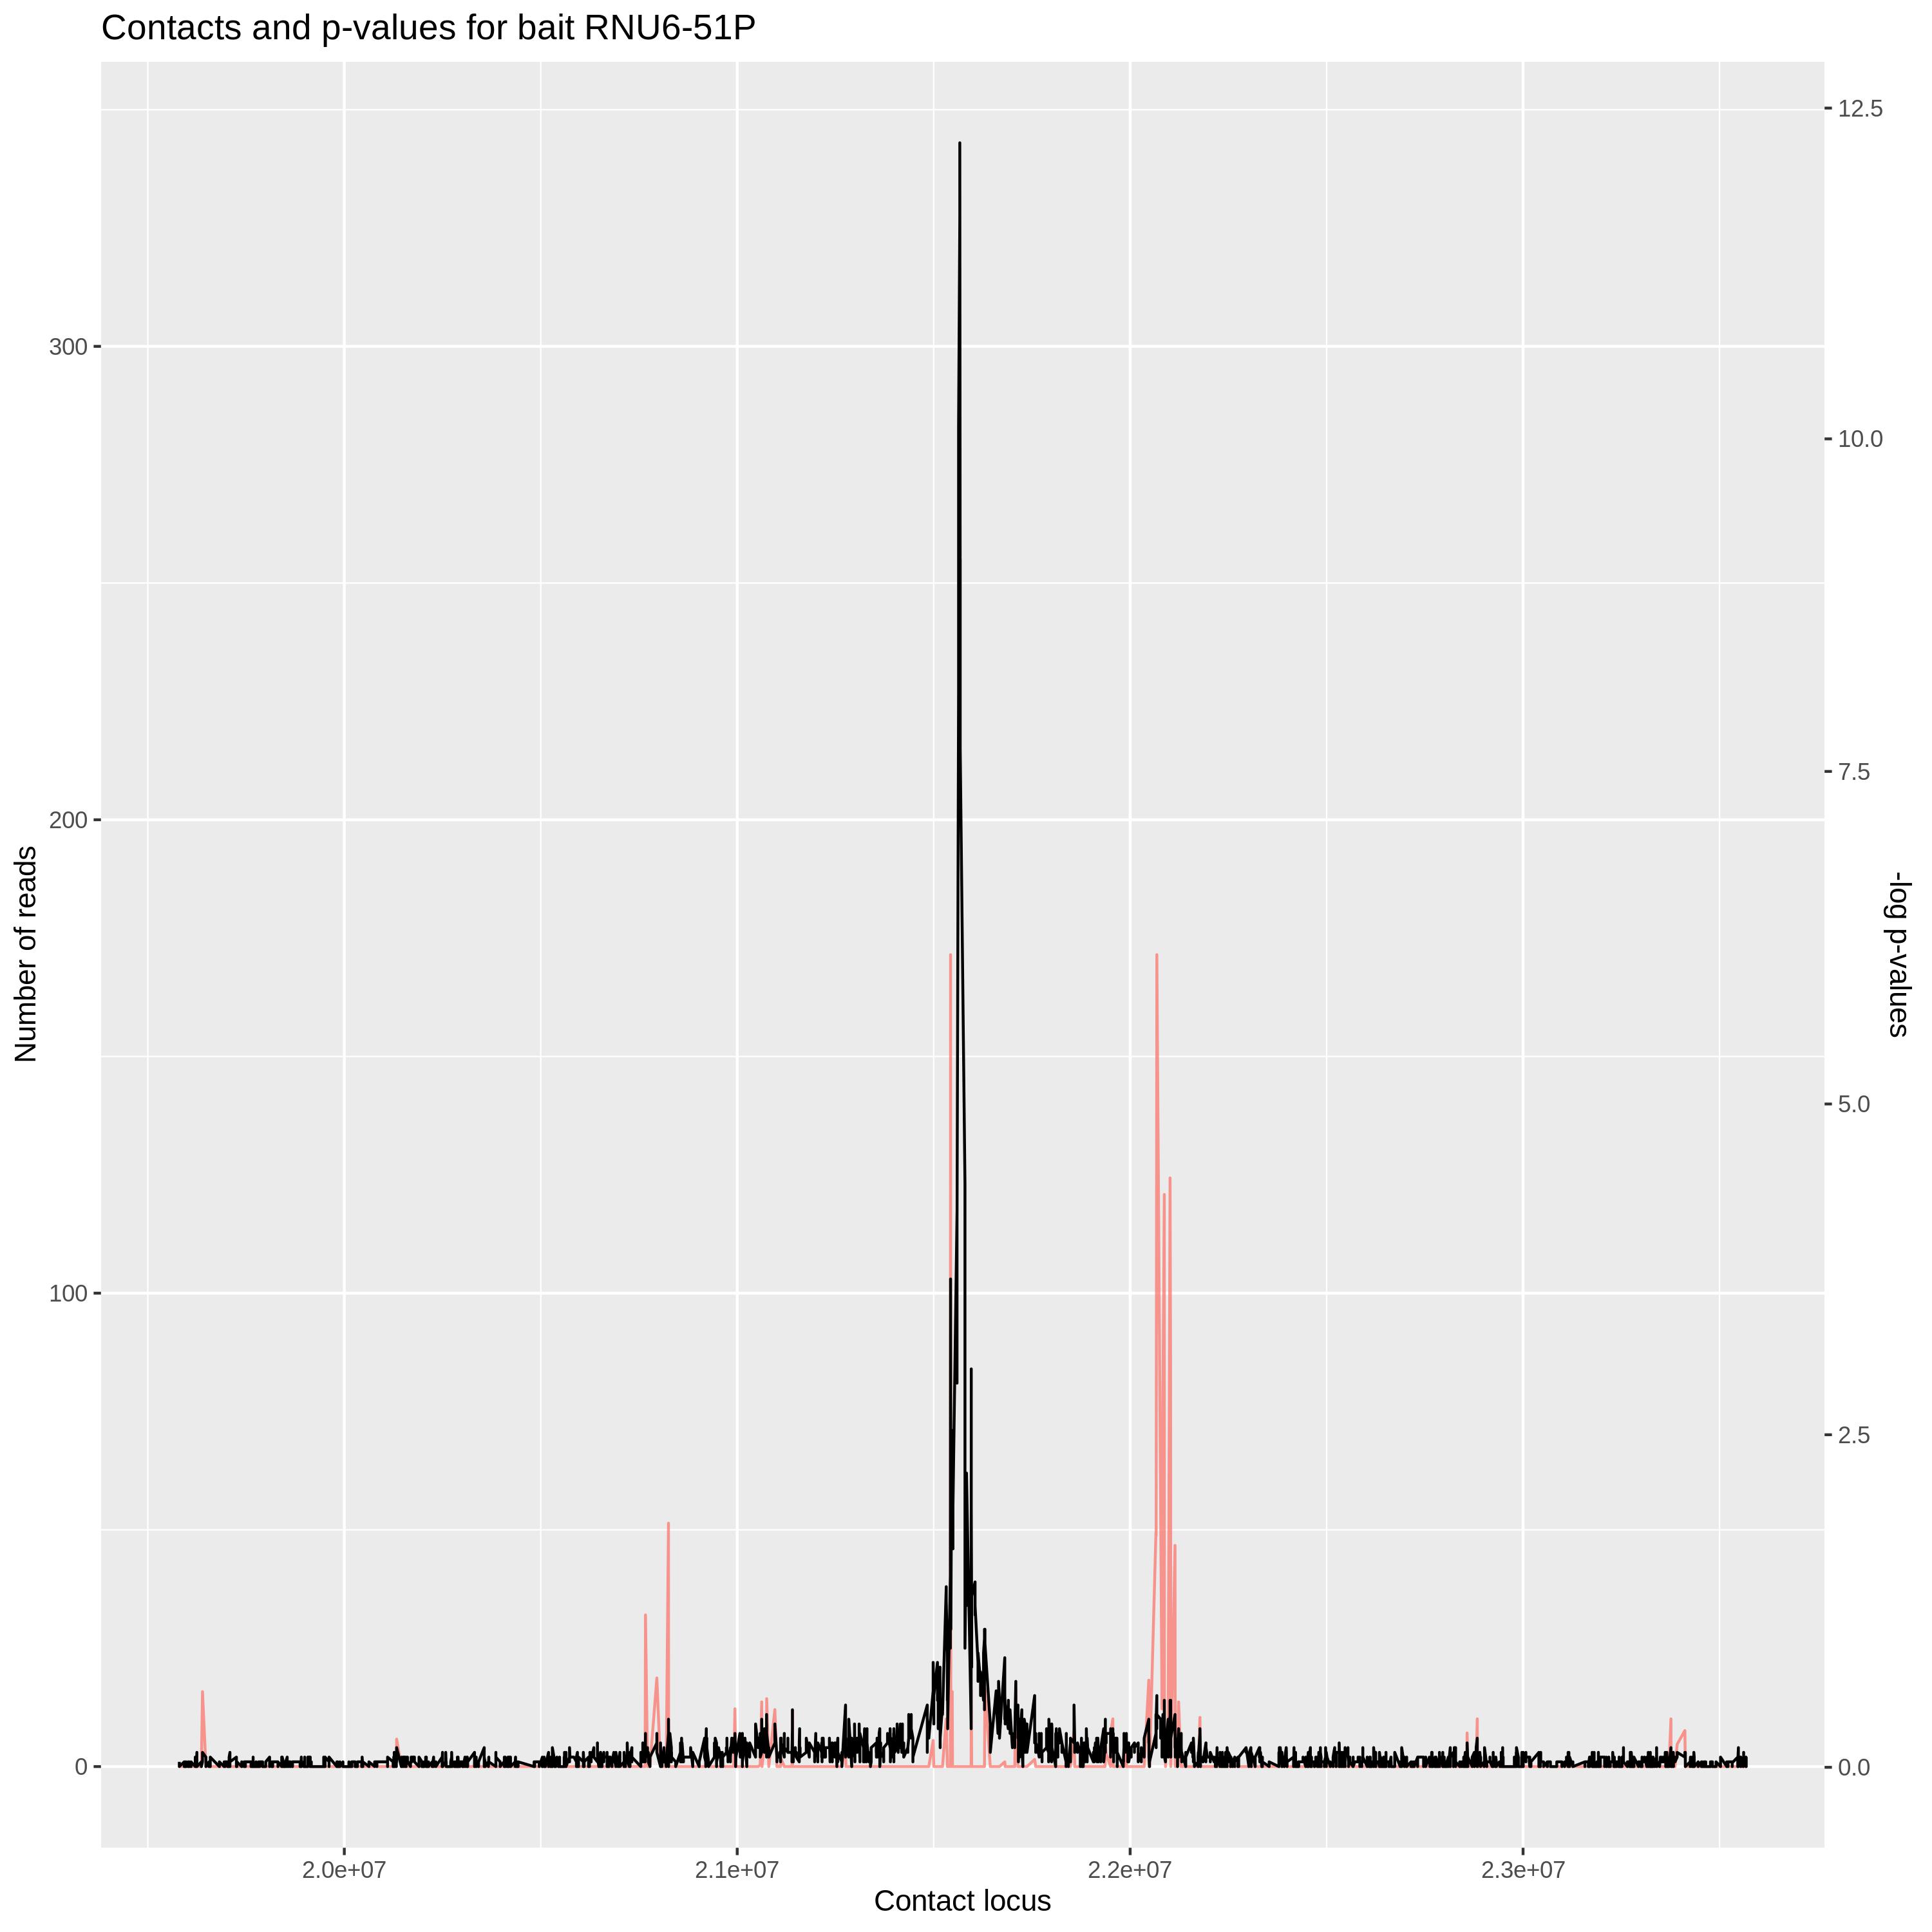 Contacts and p-values for bait RNU6-51P
Number of reads
300
200
100
0
12.5
10.0
7.5
5.0
2.5
0.0
-log p-values
2.0e+07
2.1e+07
2.2e+07
2.3e+07
Contact locus